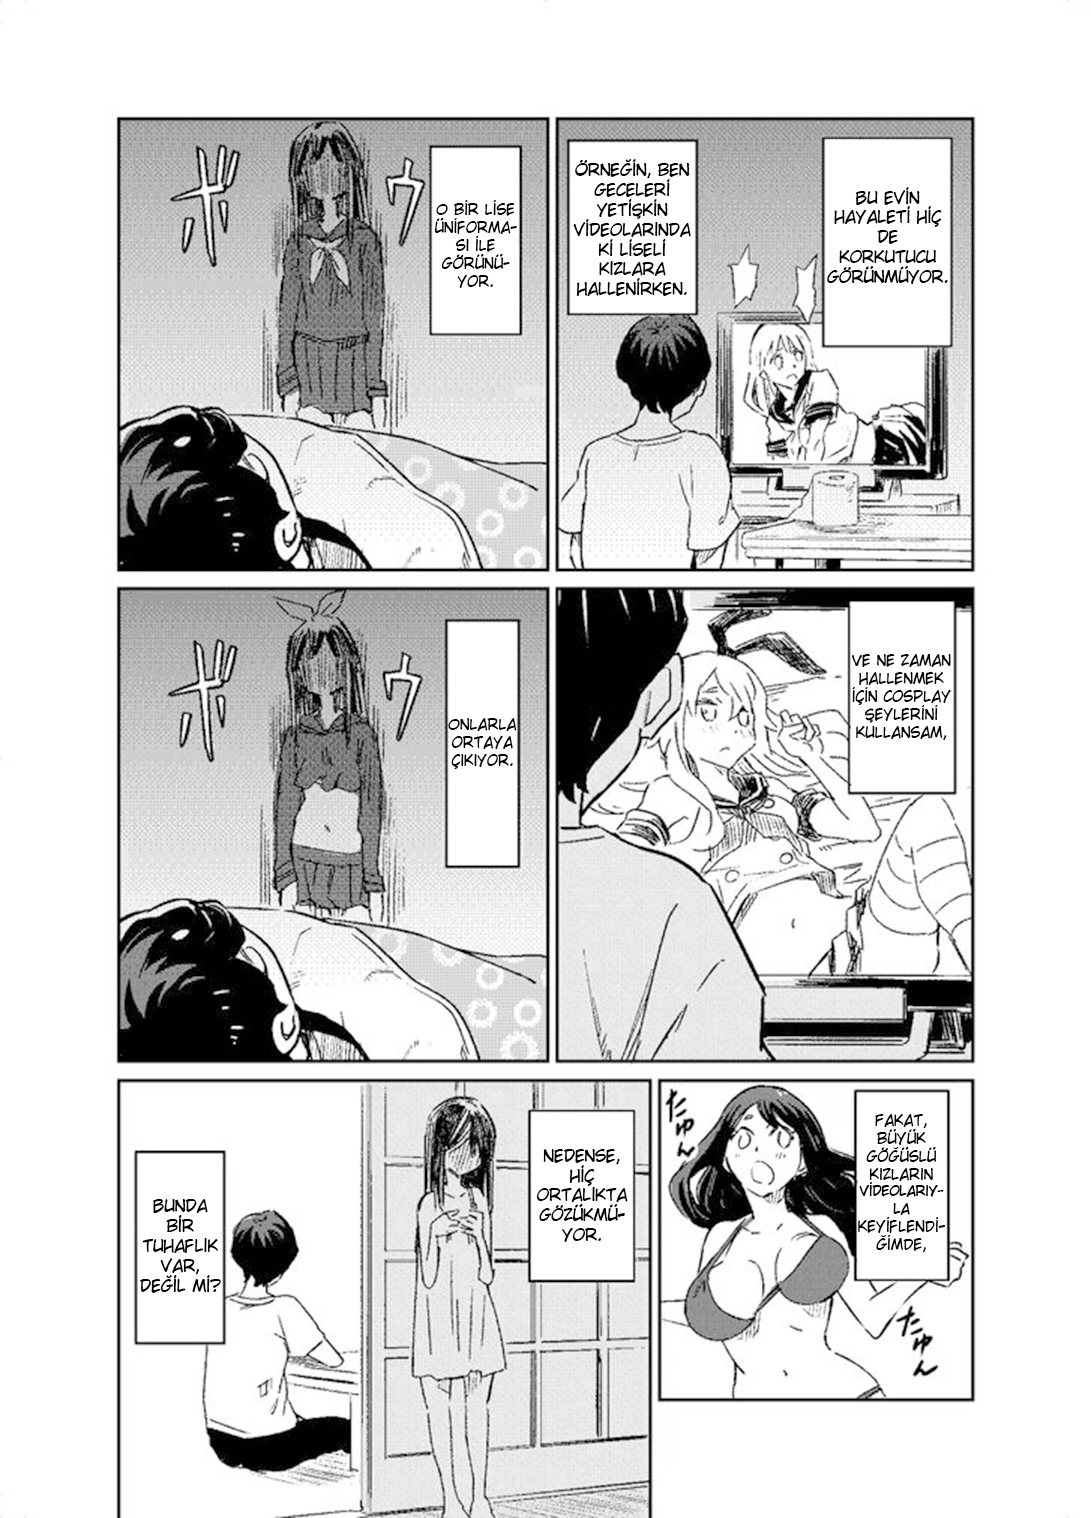 BU EVİN
HAYALETİ HİÇ
DE
KORKUTUCU
GÖRÜNMÜYOR.
ÖRNEĞİN, BEN
GECELERİ
YETİŞKİN
VİDEOLARINDA
Kİ LİSELİ
KIZLARA
HALLENİRKEN.
O BİR LİSE
ÜNİFORMA-
SI İLE
GÖRÜNÜ-
YOR.
ボ
ウ
VE NE ZAMAN
HALLENMEK
İÇİN COSPLAY
ŞEYLERİNİ
KULLANSAM,
ONLARLA
ORTAYA
ÇIKIYOR.
ボ
ウ
FAKAT,
BÜYÜK
GÖĞÜSLÜ
KIZLARIN
VİDEOLARIY-
LA
KEYİFLENDİ-
ĞİMDE,
たゅん
たゅん
NEDENSE,
HİÇ
ORTALIKTA
GÖZÜKMÜ-
YOR.
BUNDA
BİR
TUHAFLIK
VAR,
DEĞİL Mİ?